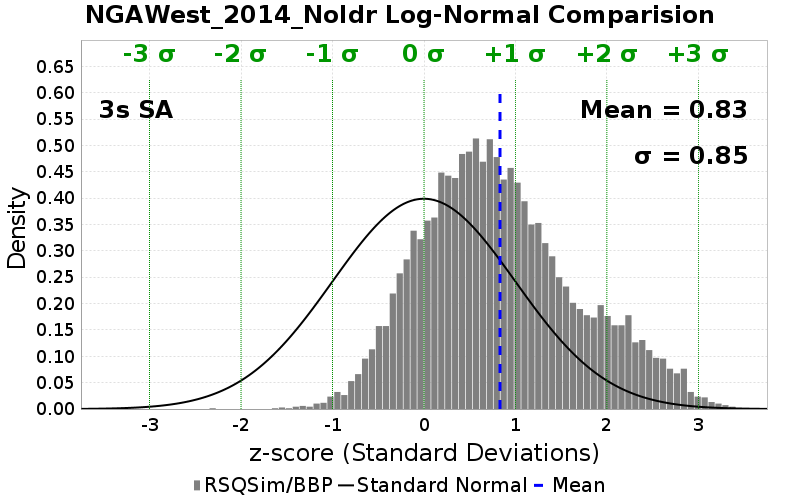 NGAWest_2014_NoIdr Log-Normal Comparision
-3 σ -2 σ -1 σ 0 σ +1 σ +2 σ +3 σ
3s SA
Mean = 0.83
σ = 0.85
Density
0.65
0.60
0.55
0.50
0.45
0.40
0.35
0.30
0.25
0.20
0.15
0.10
0.05
0.00
-3 -2 -1 0 1 2 3
z-score (Standard Deviations)
RSQSim/BBP Standard Normal Mean